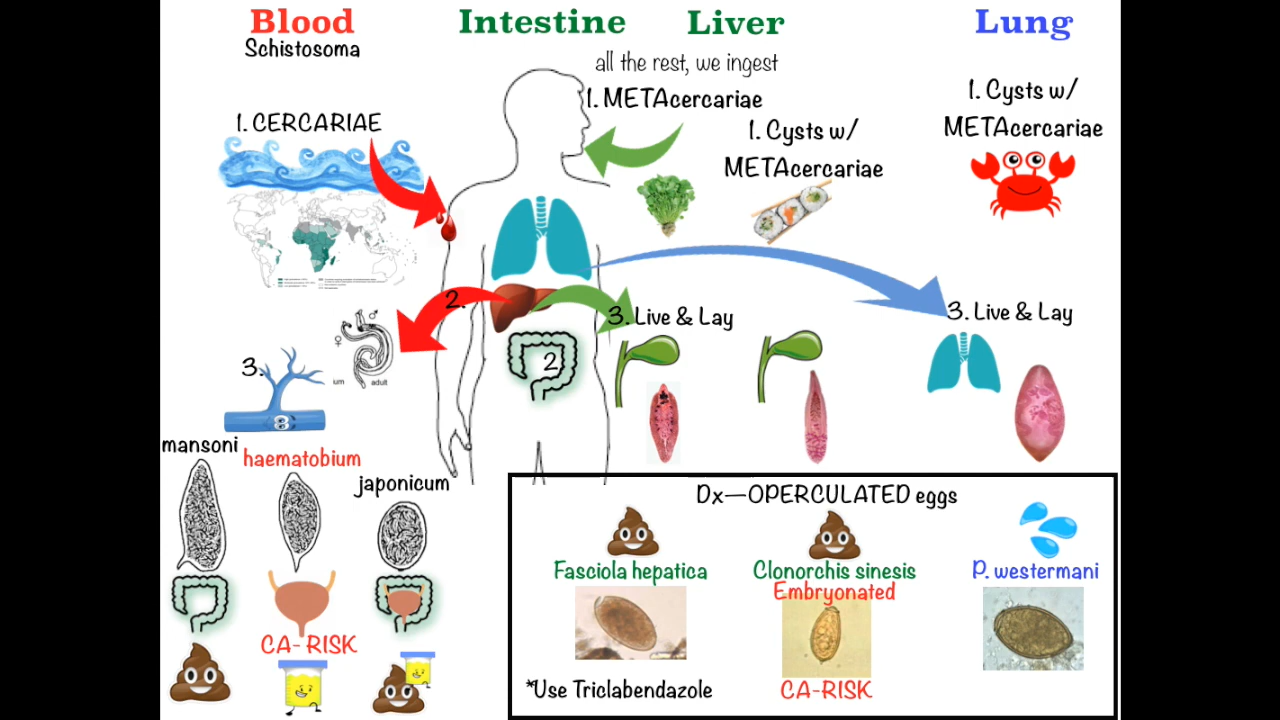 Blood
Schistosoma
Intestine
Liver
Lung
all the rest, we ingest
1. METAcercariae
1. Cysts w/
METAcercariae
1. Cysts w/
METAcercariae
1. CERCARIAE
2.
3. Live & Lay
3. Live & Lay
2
♂
♀
um
adult
3.
8
mansoni
haematobium
japonicum
CA-RISK
Dx—OPERCULATED eggs
Fasciola hepatica
Clonorchis sinesis
Embryonated
P. westermani
*Use Triclabendazole
CA-RISK